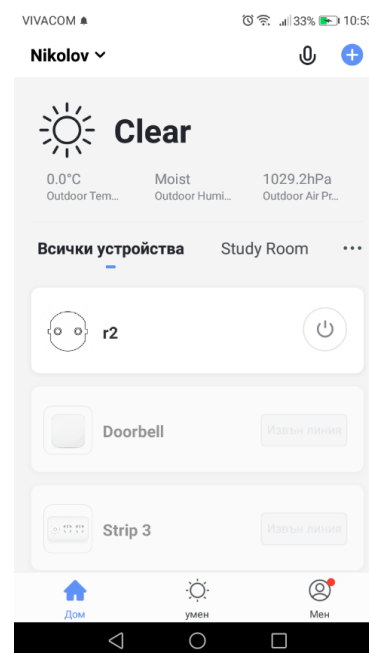 VIVACOM 33% 10:53
Nikolov
Clear
0.0°C Moist 1029.2hPa
Outdoor Tem... Outdoor Humi... Outdoor Air Pr...
Всички устройства Study Room ...
r2
Doorbell Извън линия
Strip 3 Извън линия
Дом умен Мен